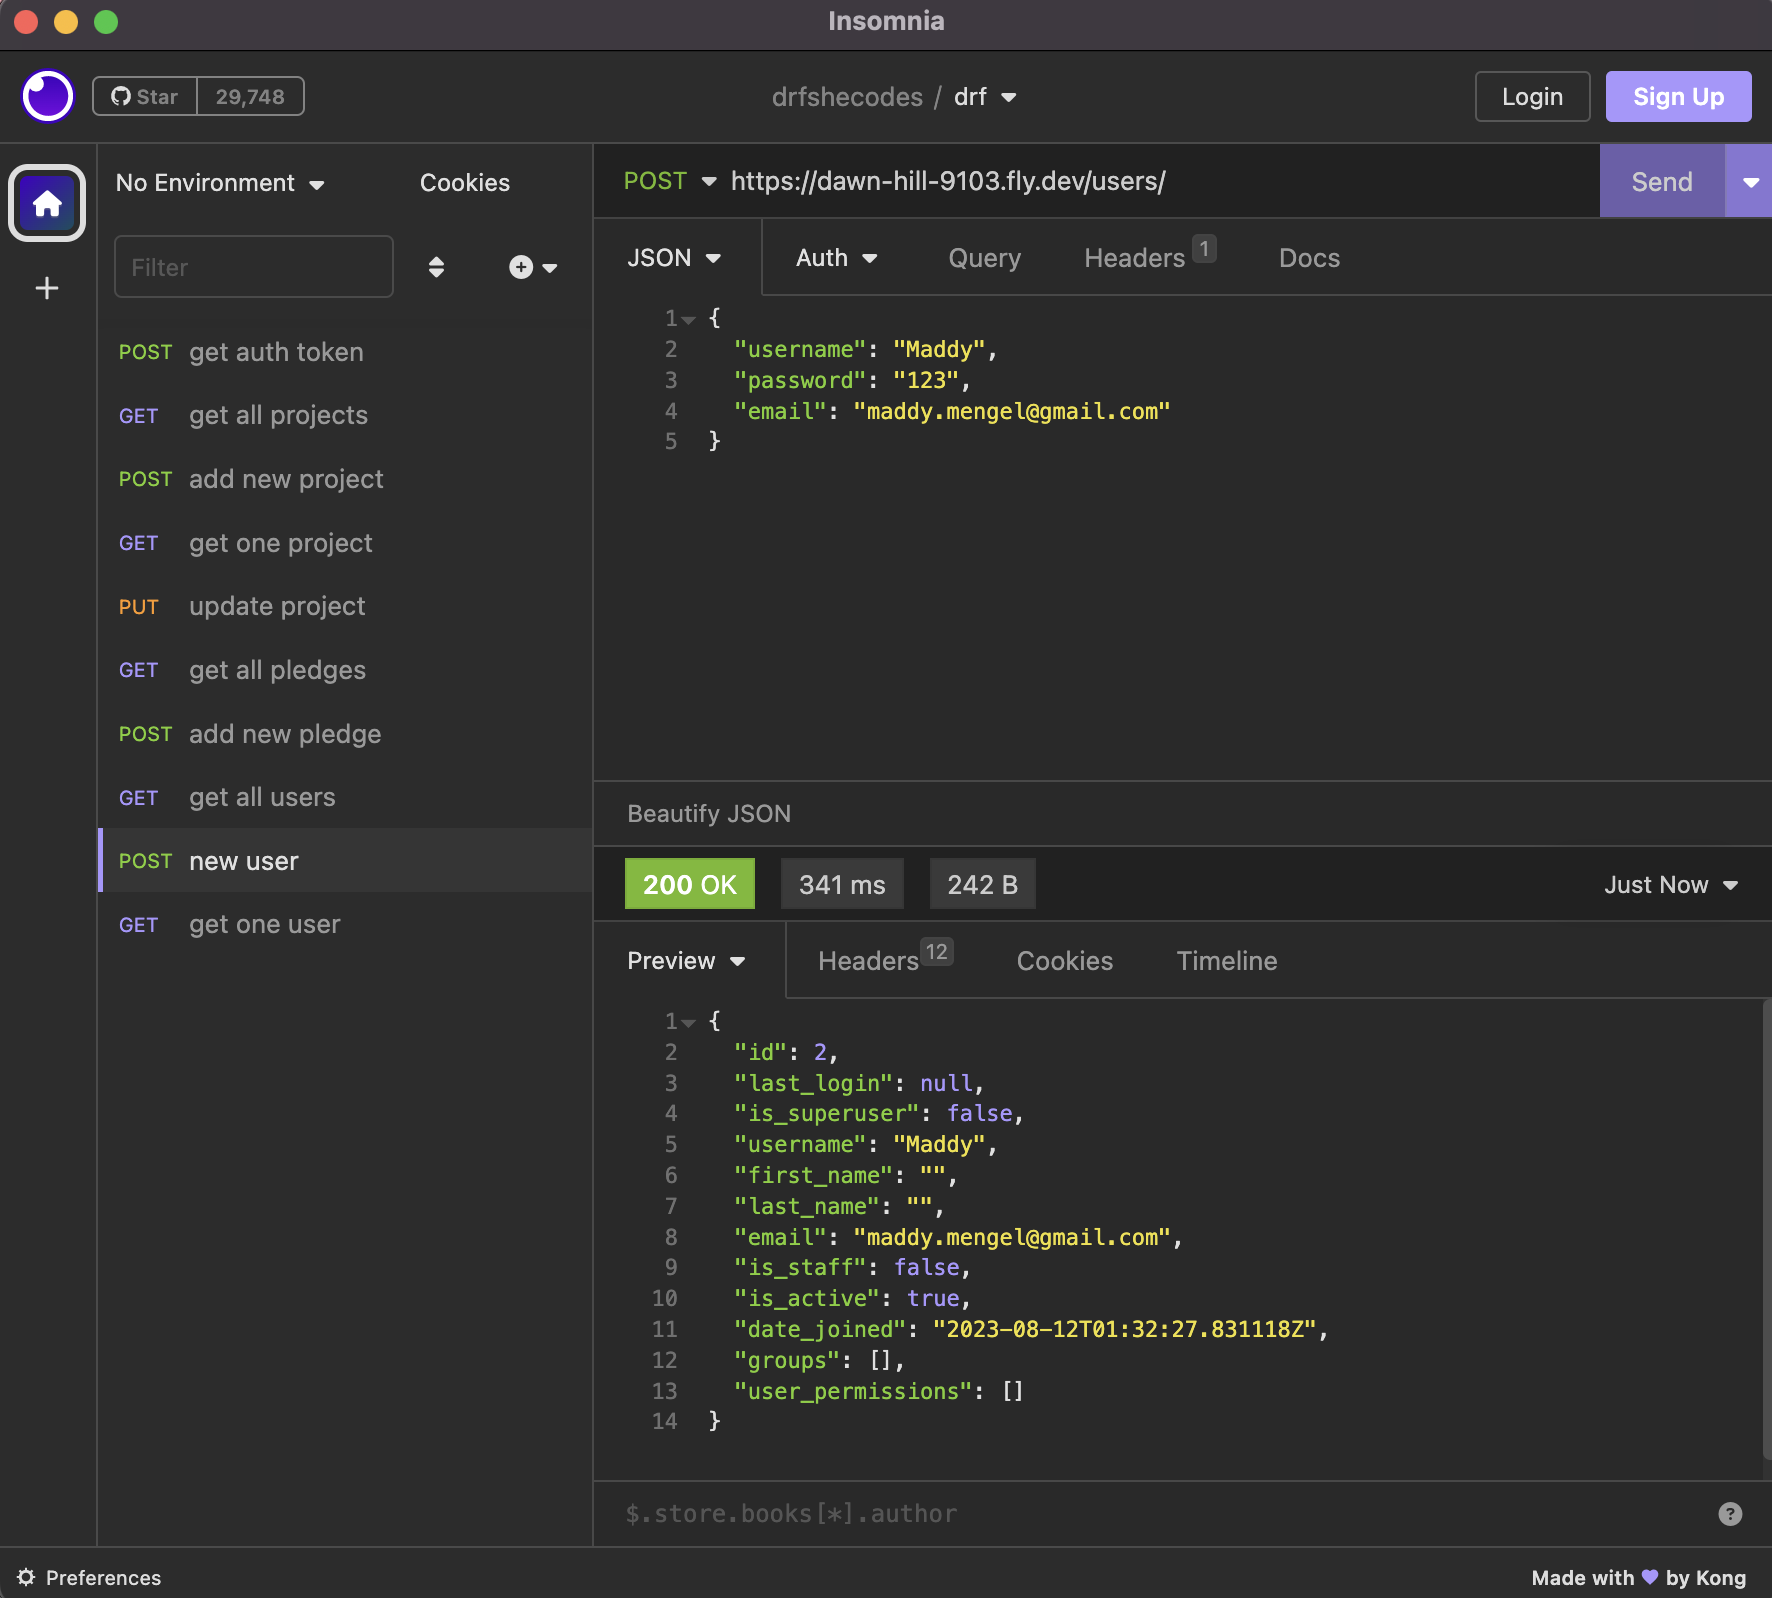 Insomnia
Star 29,748
drfshecodes / drf
Login
Sign Up
No Environment
Cookies
Filter
POST get auth token
GET get all projects
POST add new project
GET get one project
PUT update project
GET get all pledges
POST add new pledge
GET get all users
POST new user
GET get one user
POST https://dawn-hill-9103.fly.dev/users/
Send
JSON Auth Query Headers 1 Docs
1 {
2 "username": "Maddy",
3 "password": "123",
4 "email": "maddy.mengel@gmail.com"
5 }
Beautify JSON
200 OK 341 ms 242 B Just Now
Preview Headers 12 Cookies Timeline
1 {
2 "id": 2,
3 "last_login": null,
4 "is_superuser": false,
5 "username": "Maddy",
6 "first_name": "",
7 "last_name": "",
8 "email": "maddy.mengel@gmail.com",
9 "is_staff": false,
10 "is_active": true,
11 "date_joined": "2023-08-12T01:32:27.831118Z",
12 "groups": [],
13 "user_permissions": []
14 }
$.store.books[*].author ?
Preferences
Made with 💜 by Kong